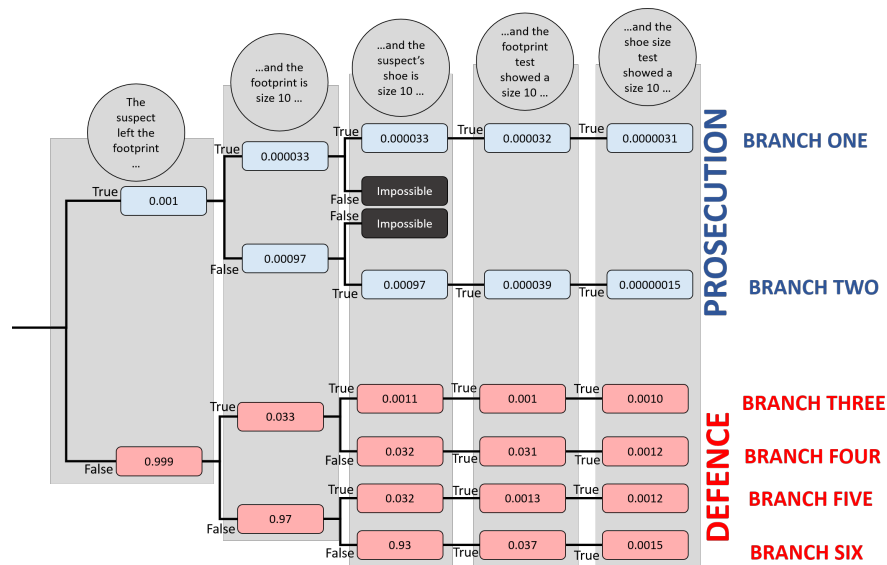 The
suspect
left the
footprint
...
...and the
footprint is
size 10 ...
...and the
suspect's
shoe is
size 10 ...
...and the
footprint
test
showed a
size 10 ...
...and the
shoe size
test
showed a
size 10 ...
True
0.001
True
0.000033
True
0.000033
True
0.000032
True
0.0000031
BRANCH ONE
False
Impossible
False
Impossible
False
0.00097
True
0.00097
True
0.000039
True
0.00000015
BRANCH TWO
PROSECUTION
False
0.999
True
0.033
True
0.0011
True
0.001
True
0.0010
BRANCH THREE
False
0.032
True
0.031
True
0.0012
BRANCH FOUR
False
0.97
True
0.032
True
0.0013
True
0.0012
BRANCH FIVE
False
0.93
True
0.037
True
0.0015
BRANCH SIX
DEFENCE